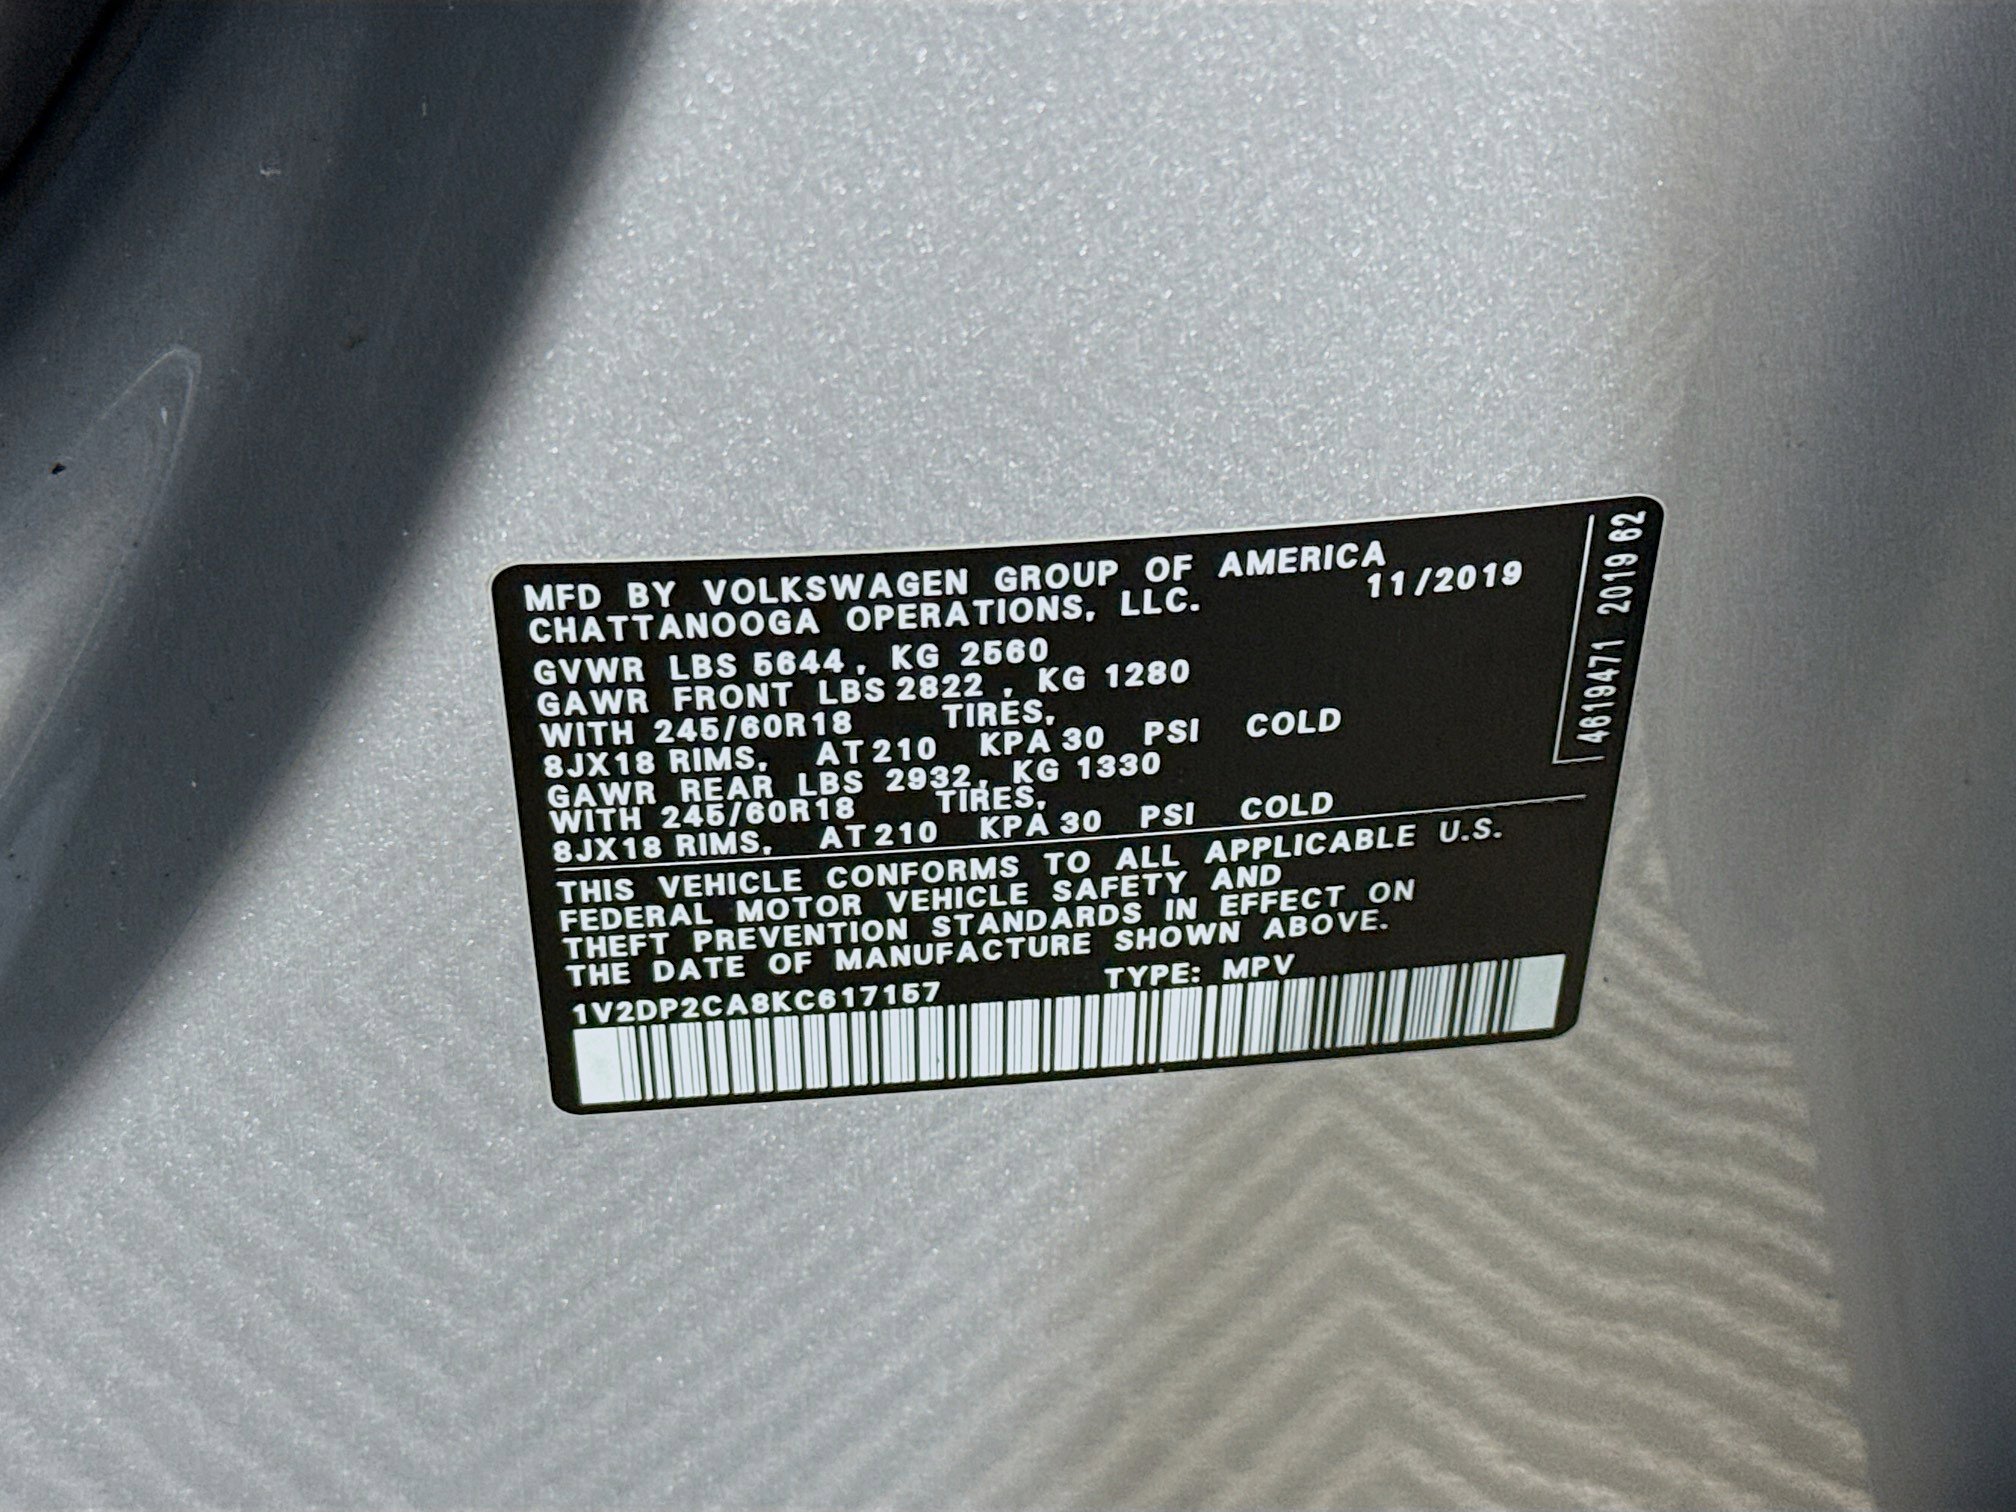 MFD BY VOLKSWAGEN GROUP OF AMERICA
CHATTANOOGA OPERATIONS, LLC. 11/2019
GVWR LBS 5644, KG 2560
GAWR FRONT LBS 2822, KG 1280
WITH 245/60R18 TIRES,
8JX18 RIMS, AT 210 KPA 30 PSI COLD
GAWR REAR LBS 2932, KG 1330
WITH 245/60R18 TIRES,
8JX18 RIMS, AT 210 KPA 30 PSI COLD
THIS VEHICLE CONFORMS TO ALL APPLICABLE U.S.
FEDERAL MOTOR VEHICLE SAFETY AND
THEFT PREVENTION STANDARDS IN EFFECT ON
THE DATE OF MANUFACTURE SHOWN ABOVE.
1V2DP2CA8KC617157 TYPE: MPV
4619471 2019 62